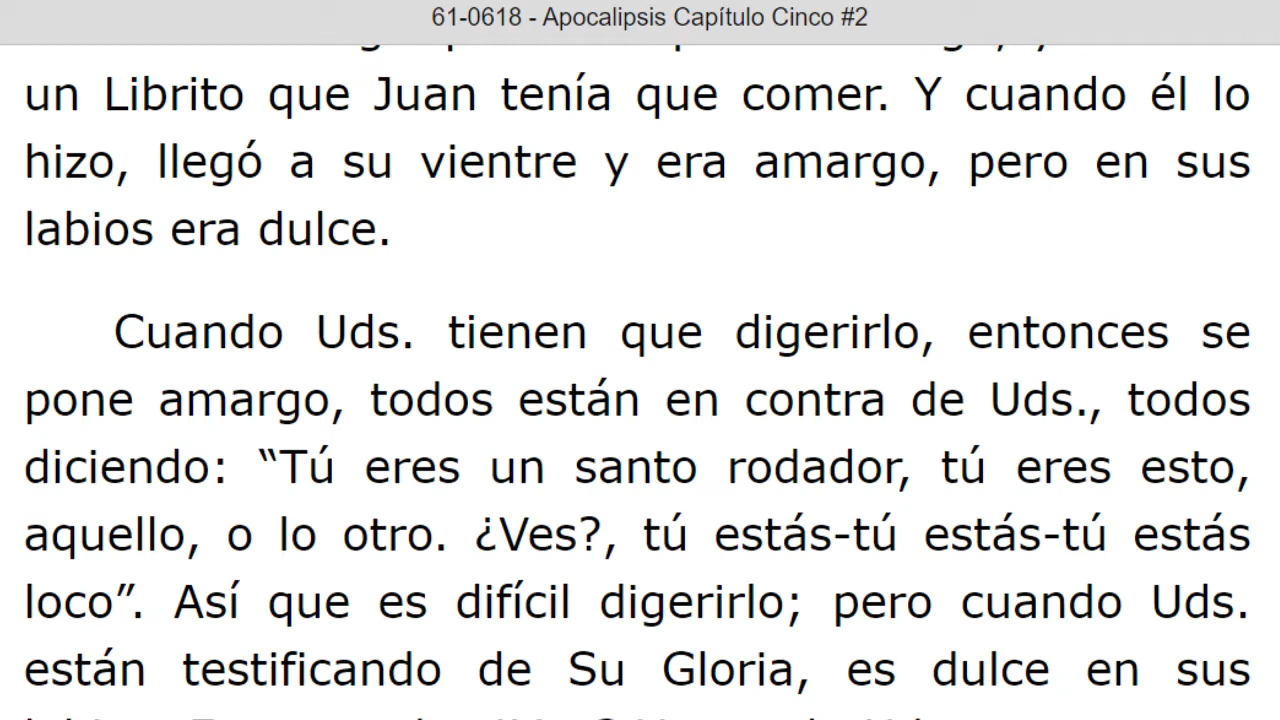 61-0618 - Apocalipsis Capítulo Cinco #2
un Librito que Juan tenía que comer. Y cuando él lo
hizo, llegó a su vientre y era amargo, pero en sus
labios era dulce.
Cuando Uds. tienen que digerirlo, entonces se
pone amargo, todos están en contra de Uds., todos
diciendo: “Tú eres un santo rodador, tú eres esto,
aquello, o lo otro. ¿Ves?, tú estás-tú estás-tú estás
loco”. Así que es difícil digerirlo; pero cuando Uds.
están testificando de Su Gloria, es dulce en sus